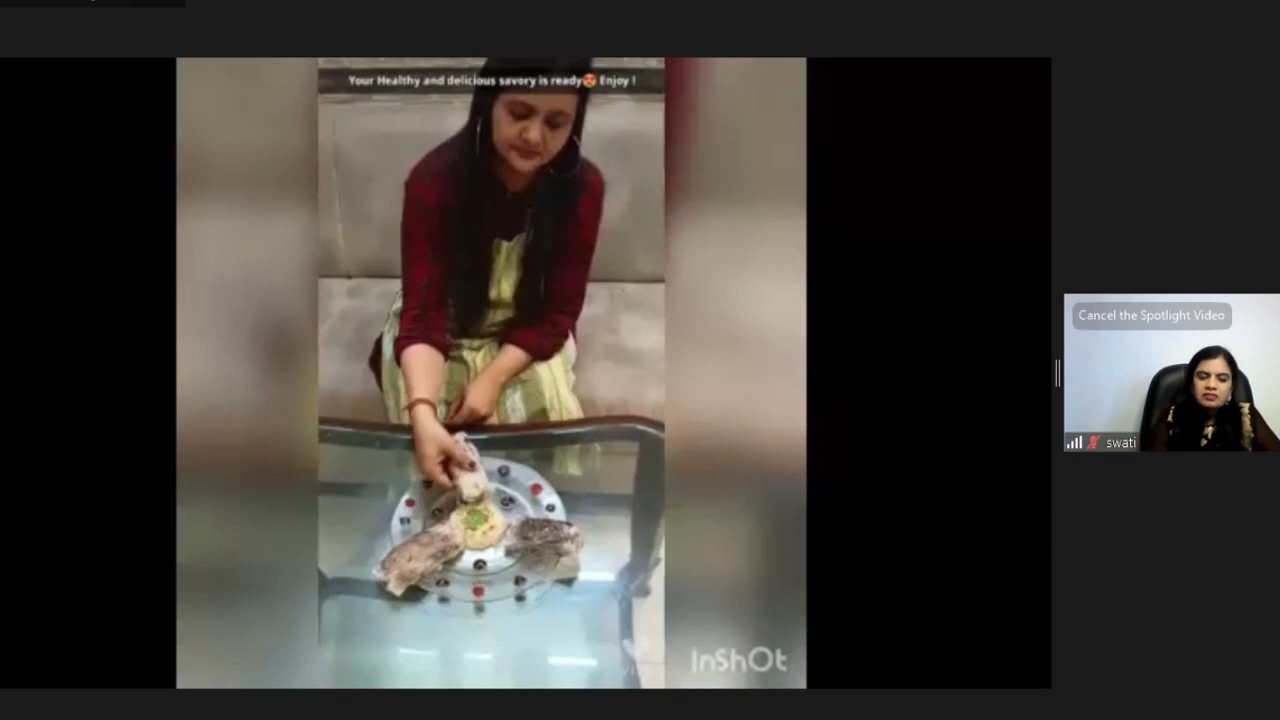 Your Healthy and delicious savory is ready😍 Enjoy !
Cancel the Spotlight Video
swati
InShOt